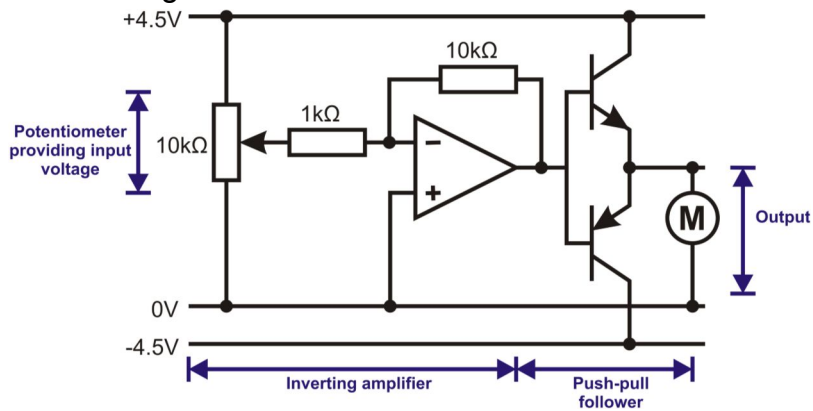 +4.5V
10kΩ
1kΩ
Potentiometer
providing input
voltage
10kΩ
M
Output
0V
-4.5V
Inverting amplifier
Push-pull
follower